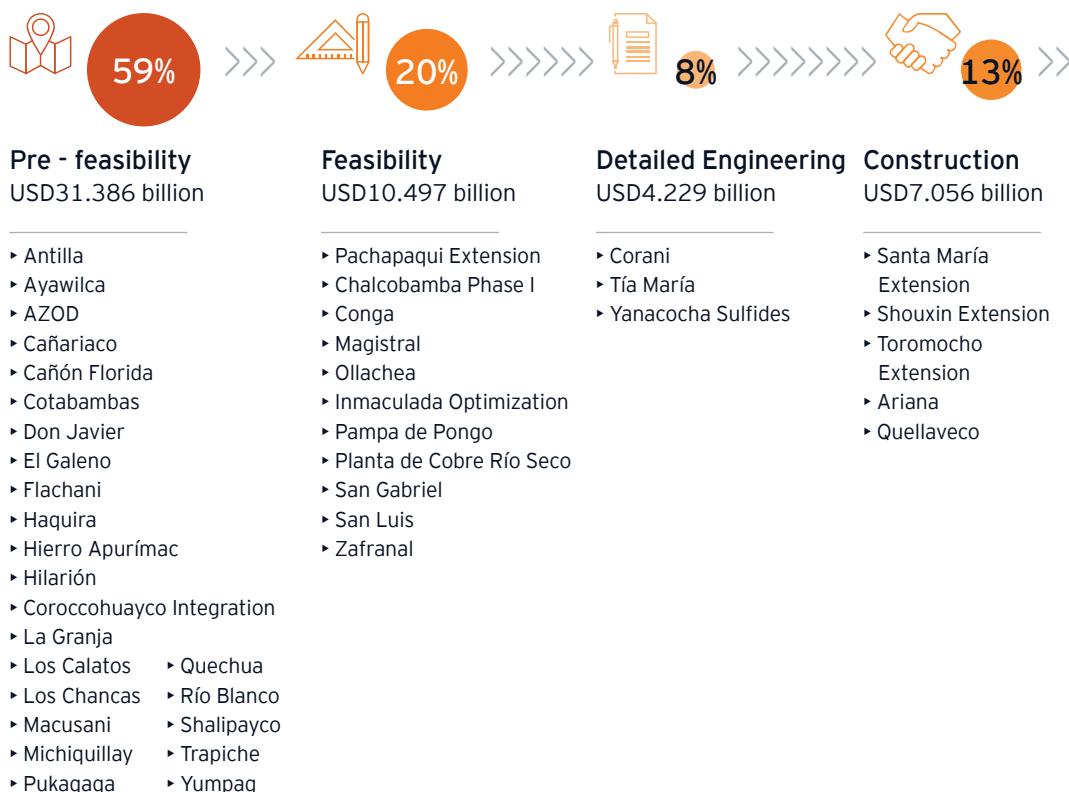 59%
20%
8%
13%
Pre - feasibility
USD31.386 billion
‣ Antilla
‣ Ayawilca
‣ AZOD
‣ Cañariaco
‣ Cañón Florida
‣ Cotabambas
‣ Don Javier
‣ El Galeno
‣ Flachani
‣ Haquira
‣ Hierro Apurímac
‣ Hilarión
‣ Coroccohuayco Integration
‣ La Granja
‣ Los Calatos
‣ Los Chancas
‣ Macusani
‣ Michiquillay
‣ Pukaqaqa
‣ Quechua
‣ Río Blanco
‣ Shalipayco
‣ Trapiche
‣ Yumpaq
Feasibility
USD10.497 billion
‣ Pachapaqui Extension
‣ Chalcobamba Phase I
‣ Conga
‣ Magistral
‣ Ollachea
‣ Inmaculada Optimization
‣ Pampa de Pongo
‣ Planta de Cobre Río Seco
‣ San Gabriel
‣ San Luis
‣ Zafranal
Detailed Engineering
USD4.229 billion
‣ Corani
‣ Tía María
‣ Yanacocha Sulfides
Construction
USD7.056 billion
‣ Santa María
Extension
‣ Shouxin Extension
‣ Toromocho
Extension
‣ Ariana
‣ Quellaveco